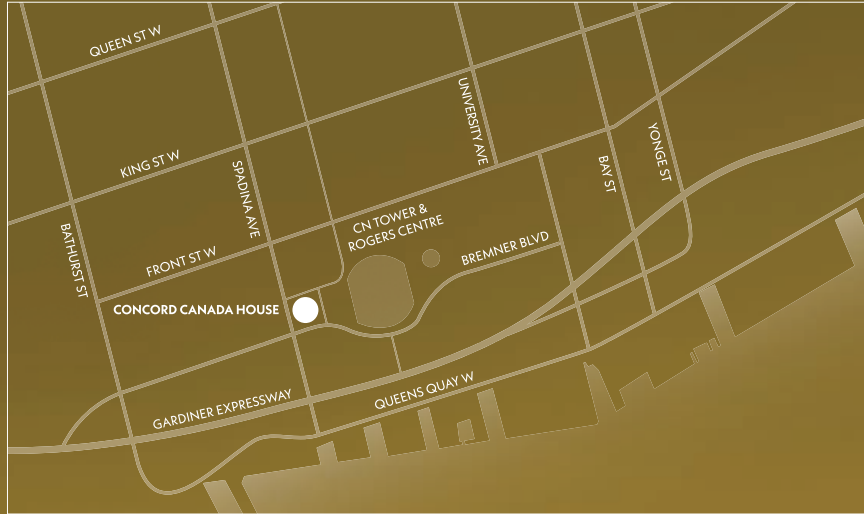 QUEEN ST W
KING ST W
UNIVERSITY AVE
SPADINA AVE
BAY ST
YONGE ST
BATHURST ST
CN TOWER &
ROGERS CENTRE
FRONT ST W
BREMNER BLVD
CONCORD CANADA HOUSE
GARDINER EXPRESSWAY
QUEENS QUAY W